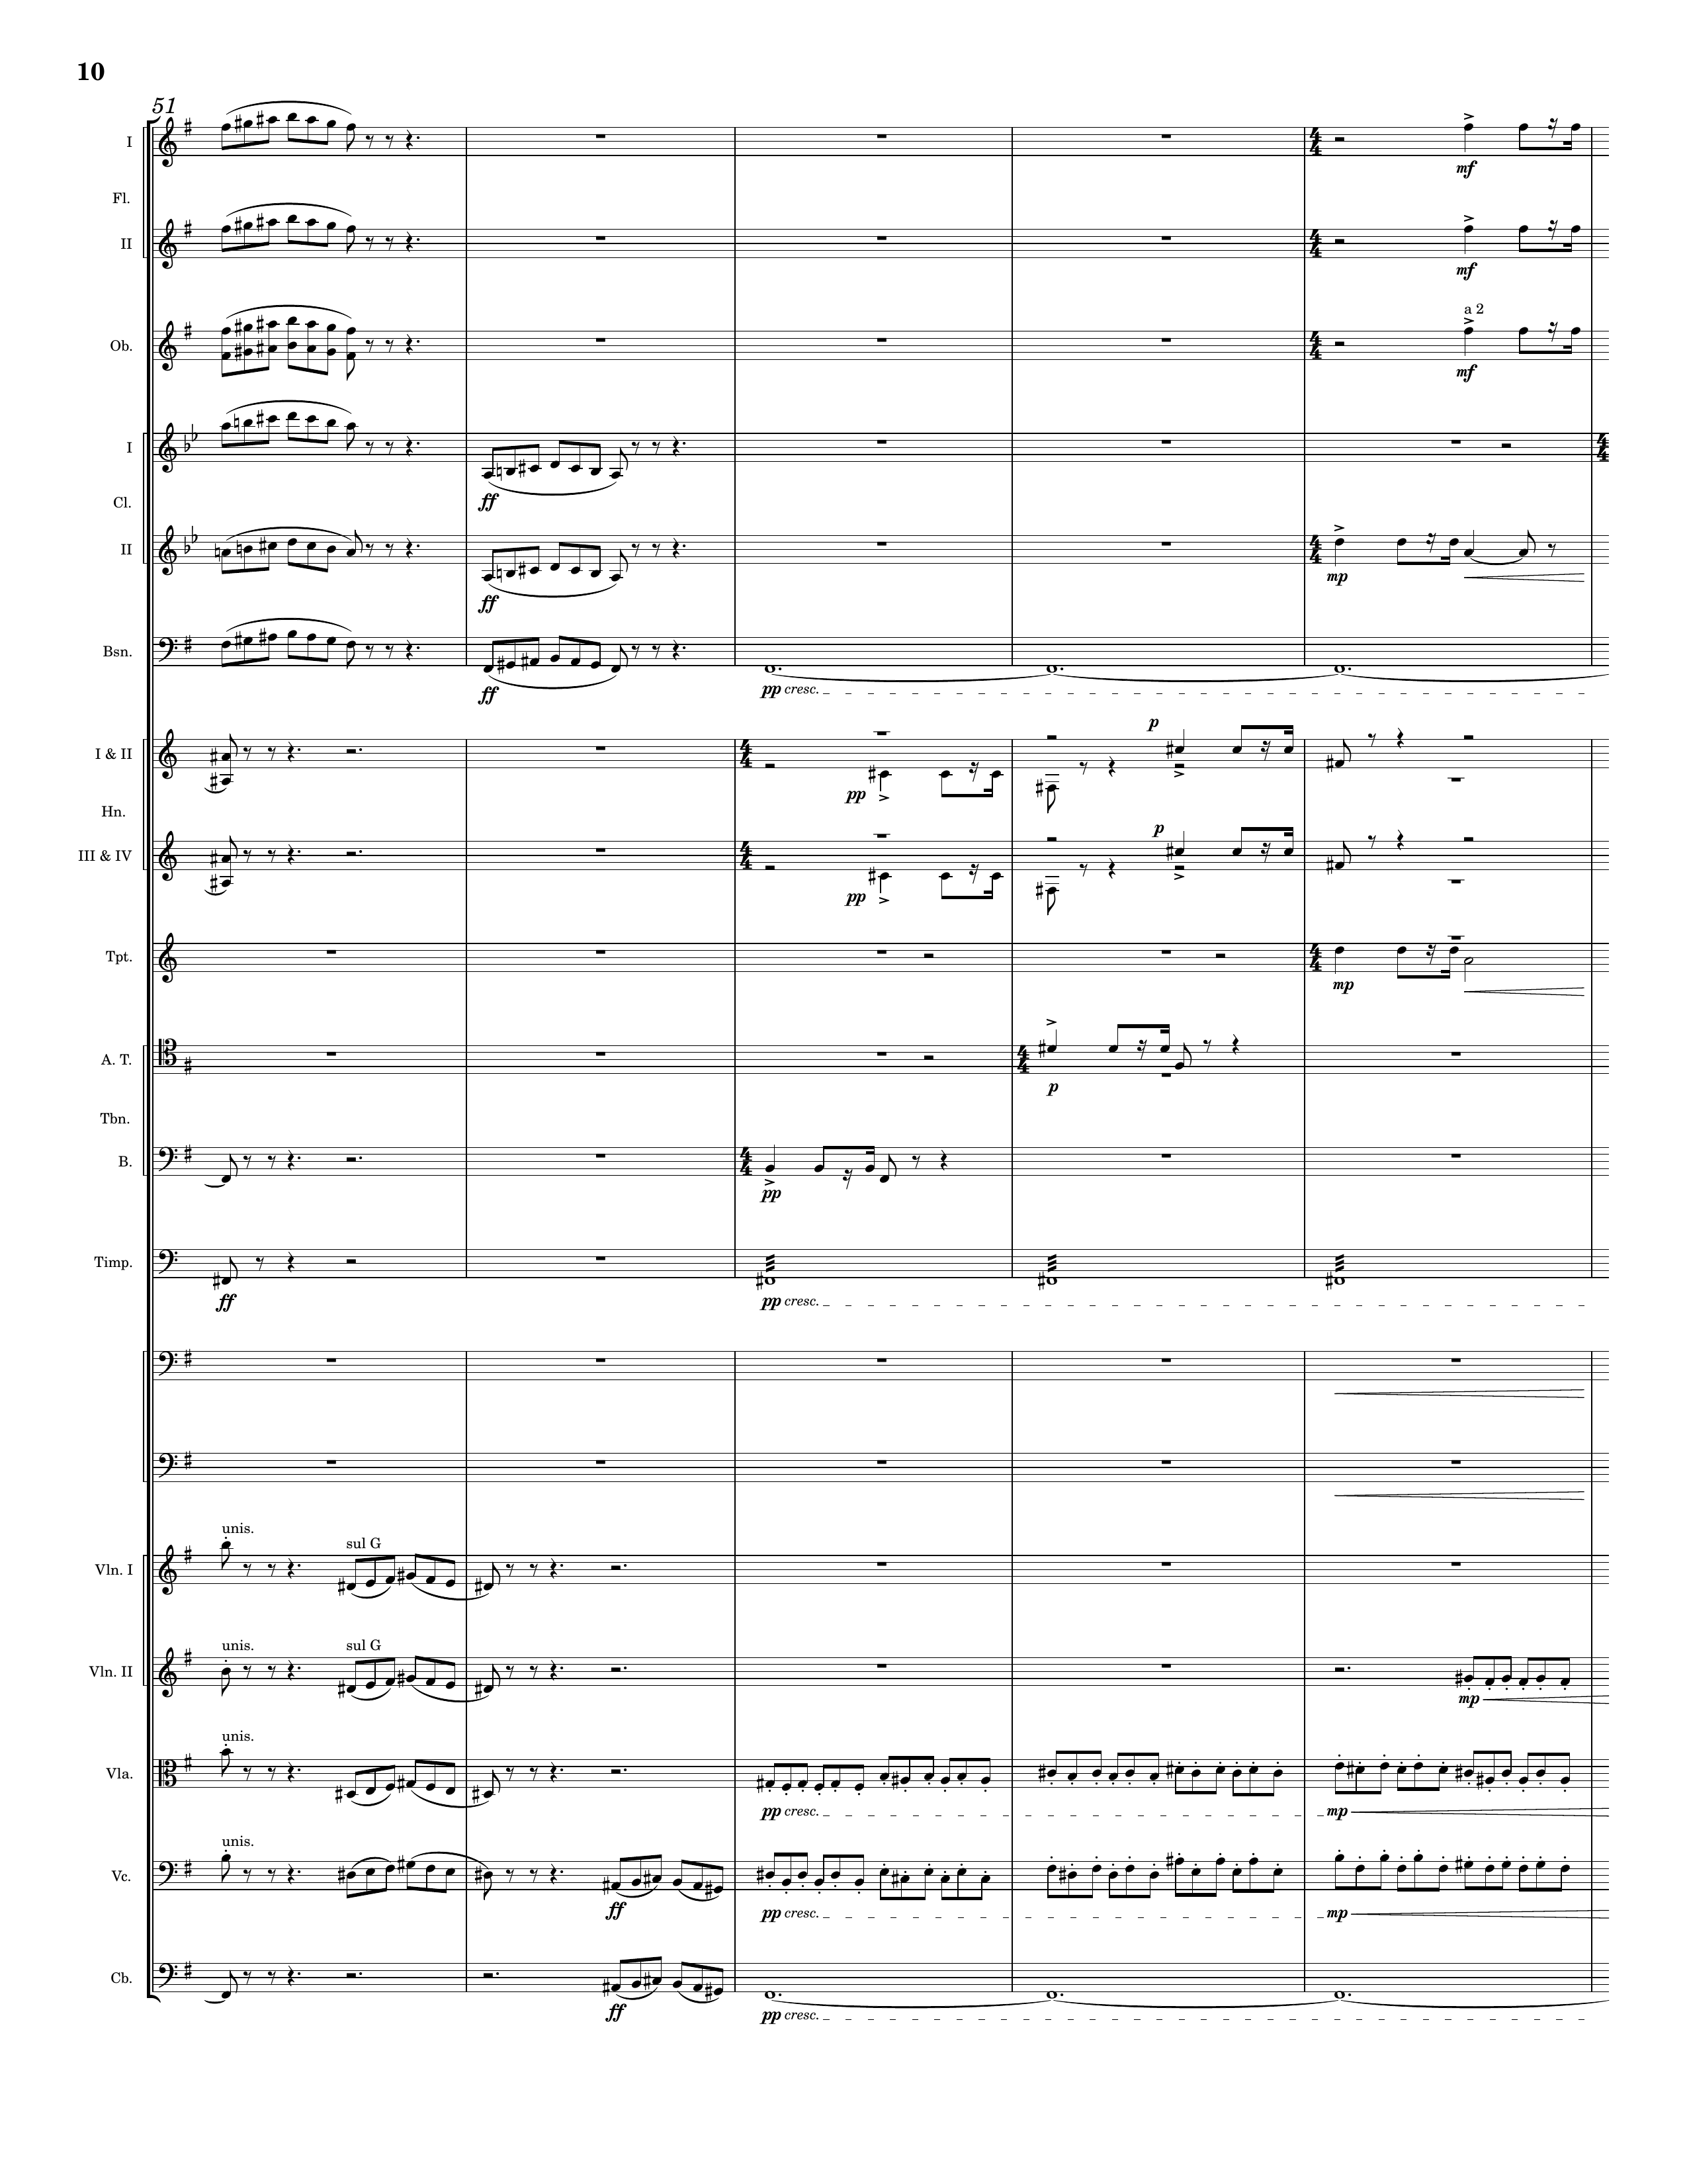 10
51
I
Fl.
II
mf
mf
a 2
Ob.
mf
I
ff
Cl.
II
ff
mp
Bsn.
ff
pp cresc.
p
I & II
pp
Hn.
p
III & IV
pp
Tpt.
mp
A. T.
p
Tbn.
B.
pp
Timp.
ff
pp cresc.
unis.
sul G
Vln. I
unis.
sul G
Vln. II
mp
unis.
Vla.
pp cresc.
mp
unis.
Vc.
ff
pp cresc.
mp
Cb.
ff
pp cresc.